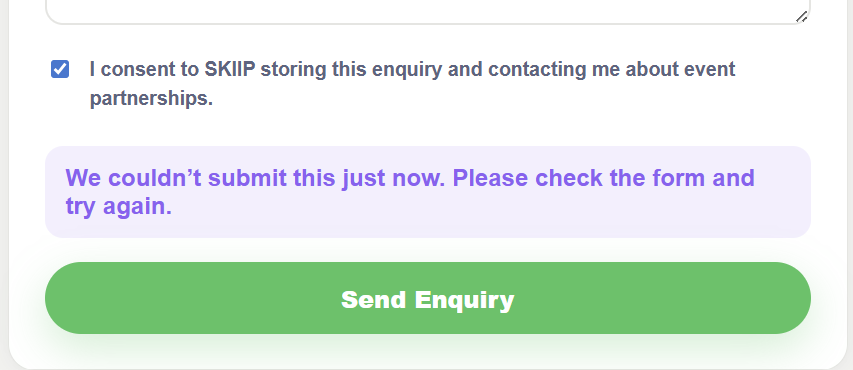 I consent to SKIIP storing this enquiry and contacting me about event
partnerships.
We couldn’t submit this just now. Please check the form and
try again.
Send Enquiry